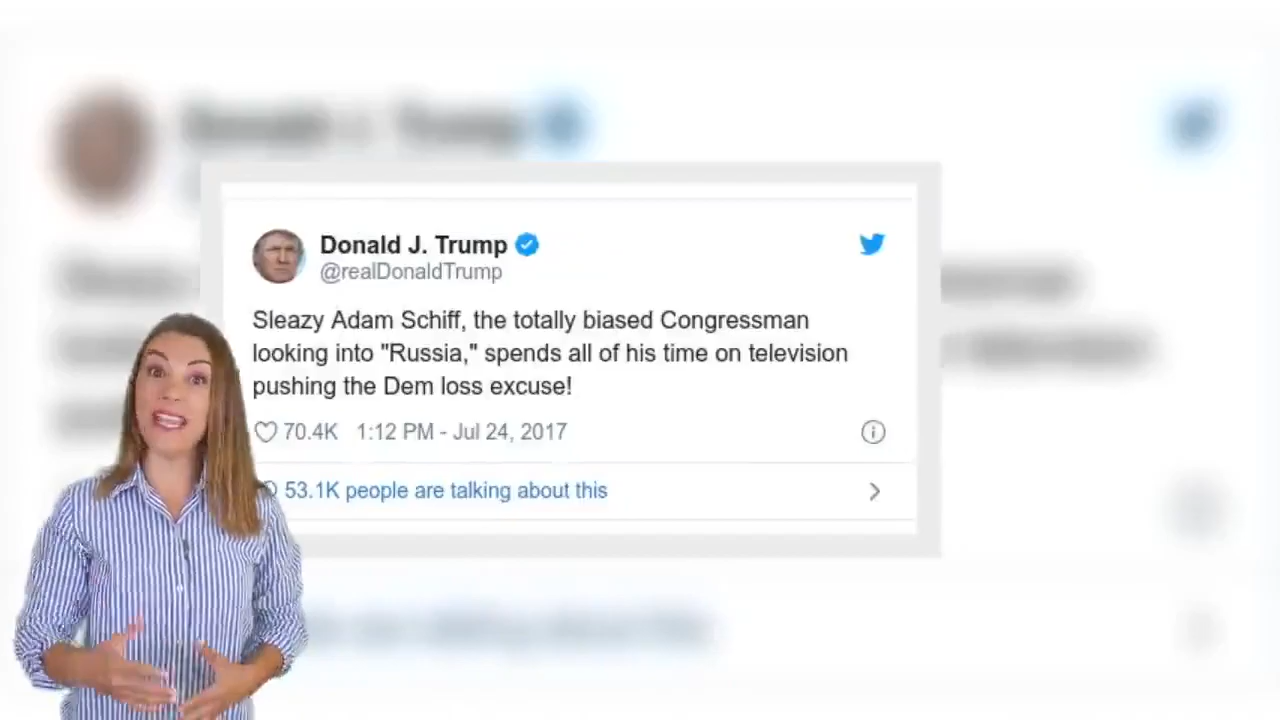 Donald J. Trump
@realDonaldTrump
Sleazy Adam Schiff, the totally biased Congressman
looking into "Russia," spends all of his time on television
pushing the Dem loss excuse!
70.4K 1:12 PM - Jul 24, 2017
53.1K people are talking about this